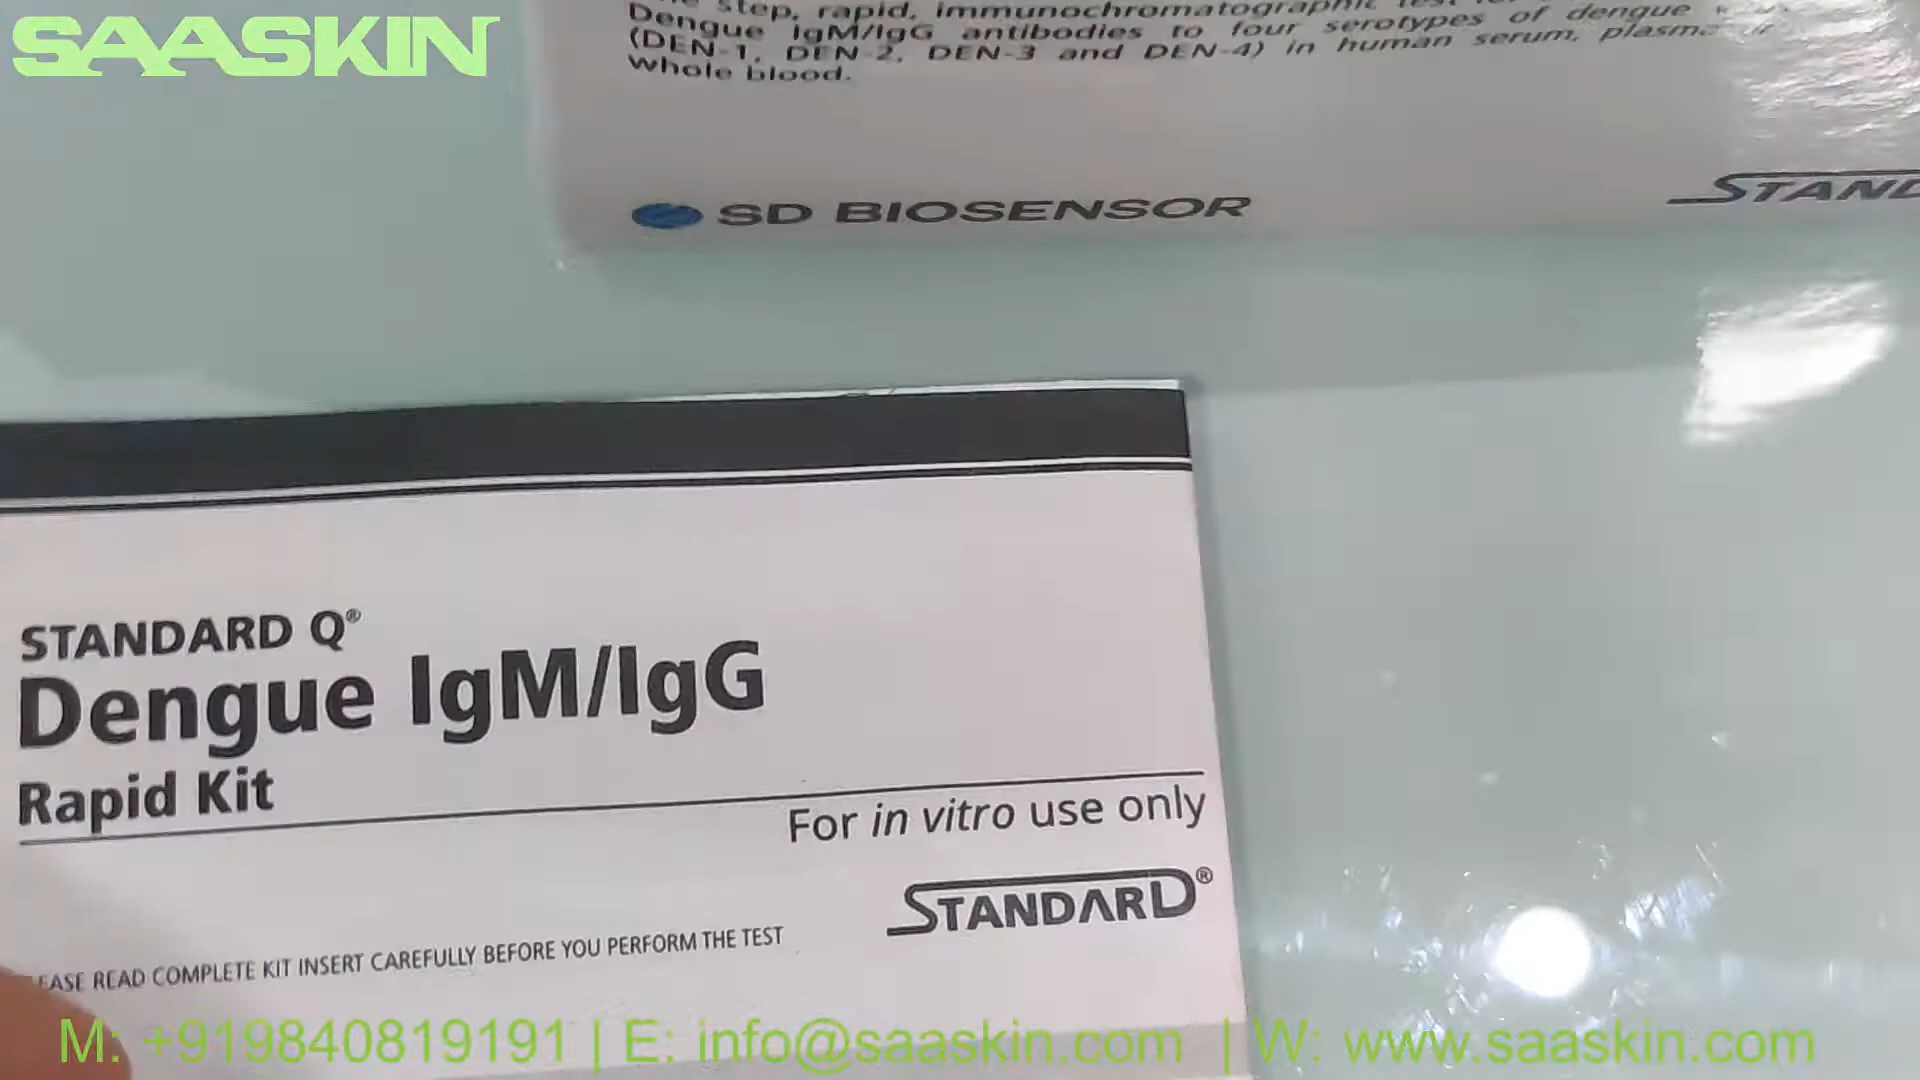 SAASKIN
step, rapid, immunochromatographic test
Dengue IgM/IgG antibodies to four serotypes of dengue
(DEN-1, DEN-2, DEN-3 and DEN-4) in human serum, plasma
whole blood.
SD BIOSENSOR
STAND
STANDARD Q®
Dengue IgM/IgG
Rapid Kit
For in vitro use only
STANDARD®
EASE READ COMPLETE KIT INSERT CAREFULLY BEFORE YOU PERFORM THE TEST
M: +919840819191 | E: info@saaskin.com | W: www.saaskin.com